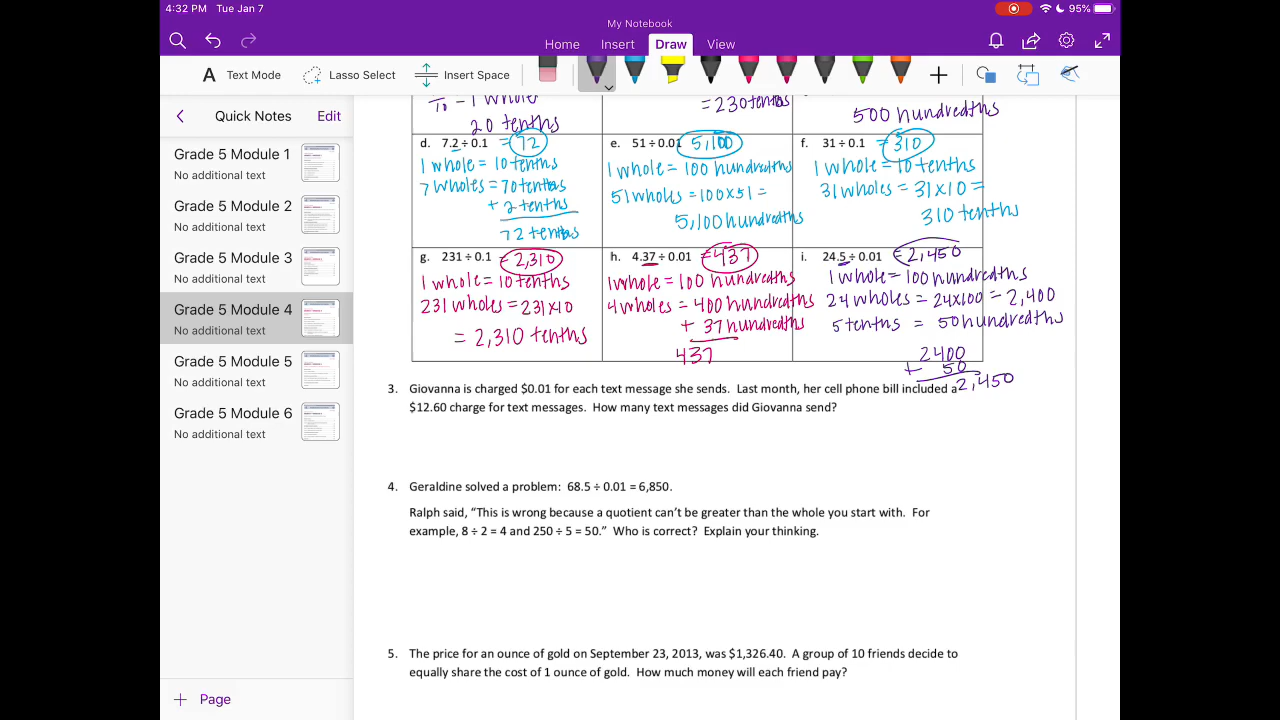 4:32 PM Tue Jan 7
95%
My Notebook
Home Insert Draw View
A Text Mode Lasso Select Insert Space
Quick Notes Edit
Grade 5 Module 1
No additional text
Grade 5 Module 2
No additional text
Grade 5 Module 3
No additional text
Grade 5 Module 4
No additional text
Grade 5 Module 5
No additional text
Grade 6 Module 6
No additional text
+ Page
10 - 1 whole
20 tenths
= 230 tenths
500 hundredths
d. 7.2 ÷ 0.1 = 72
1 whole = 10 tenths
7 wholes = 70 tenths
2 tenths
72 tenths
e. 51 ÷ 0.01 5,100
1 whole = 100 hundredths
51 wholes = 100x51 =
5,100 hundredths
f. 31 ÷ 0.1 = 310
1 whole = 10 tenths
31 wholes = 31x10 =
310 tenths
g. 231 ÷ 0.1 = 2,310
1 whole = 10 tenths
231 wholes = 231x10
= 2,310 tenths
h. 4.37 ÷ 0.01 = 437
1 whole = 100 hundredths
4 wholes = 400 hundredths
+ 37 hundredths
437
i. 24.5 ÷ 0.01 = 2,450
1 whole = 100 hundredths
24 wholes = 24x100 = 2,400
5 tenths = 50 hundredths
2,400
+ 50
2,450
3. Giovanna is charged $0.01 for each text message she sends. Last month, her cell phone bill included a
$12.60 charge for text messages. How many text messages did Giovanna send?
4. Geraldine solved a problem: 68.5 ÷ 0.01 = 6,850.
Ralph said, “This is wrong because a quotient can’t be greater than the whole you start with. For
example, 8 ÷ 2 = 4 and 250 ÷ 5 = 50.” Who is correct? Explain your thinking.
5. The price for an ounce of gold on September 23, 2013, was $1,326.40. A group of 10 friends decide to
equally share the cost of 1 ounce of gold. How much money will each friend pay?